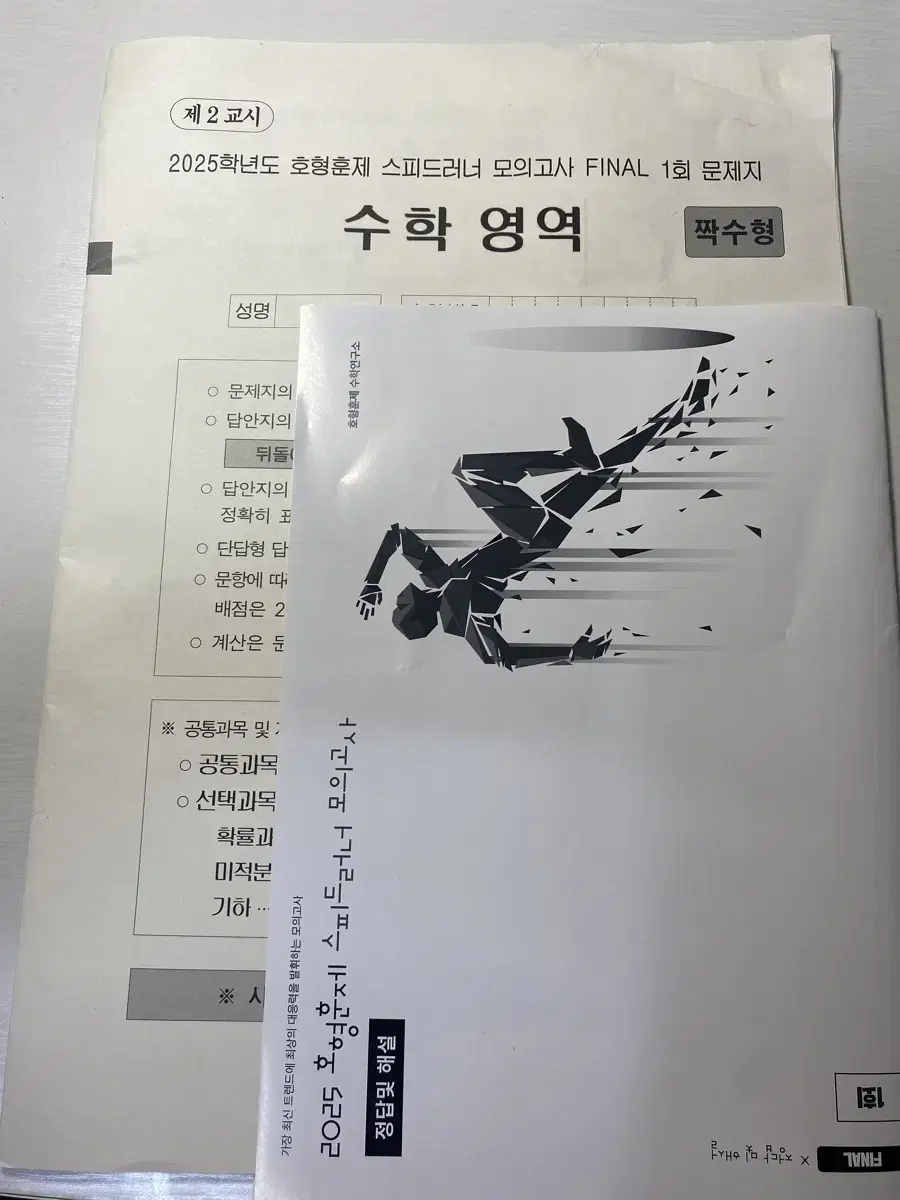 제 2 교시
2025학년도 호형훈제 스피드러너 모의고사 FINAL 1회 문제지
수학 영역
짝수형
성명
○ 문제지의
○ 답안지의
뒤돌
○ 답안지의
정확히 표
○ 단답형 답
○ 문항에 따
배점은 2
○ 계산은 문
※ 공통과목 및
○ 공통과목
○ 선택과목
확률과
미적분
기하 …
※ 시
호형훈제 수학연구소
가장 최신 트렌드에 최상의 대응력을 발휘하는 모의고사
2025 호형훈제 스피드러너 모의고사
정답및 해설
1회
FINAL
× 정답 및 해설